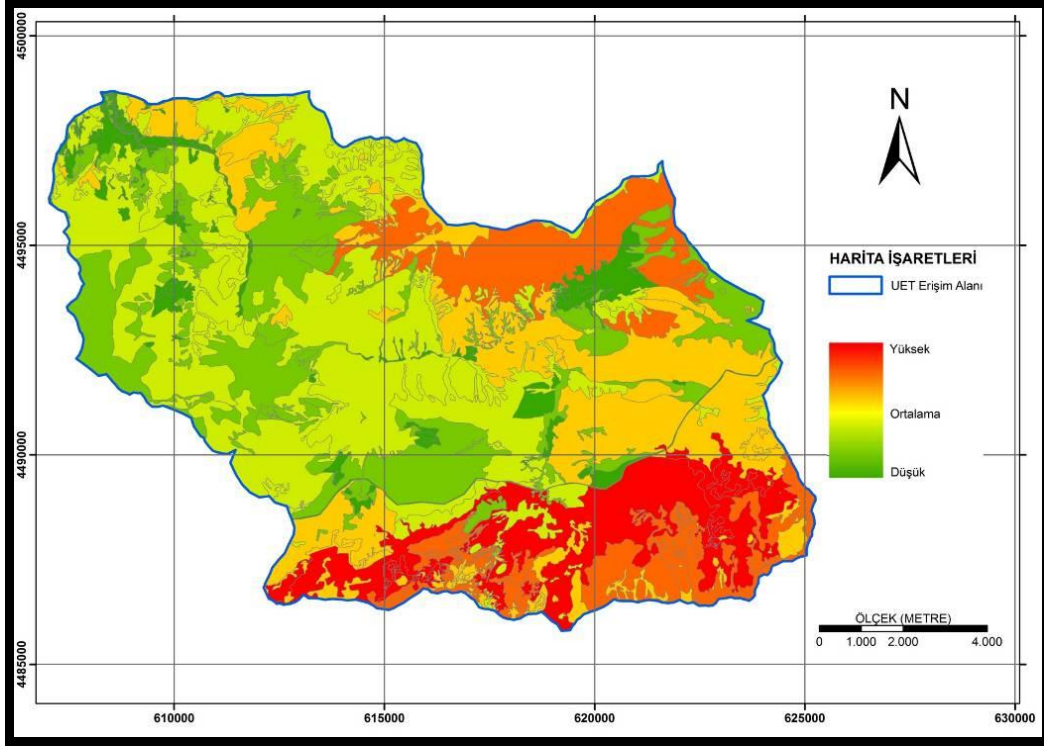 4500000
4495000
4490000
4485000
N
HARİTA İŞARETLERİ
UET Erişim Alanı
Yüksek
Ortalama
Düşük
ÖLÇEK (METRE)
0 1.000 2.000 4.000
610000 615000 620000 625000 630000